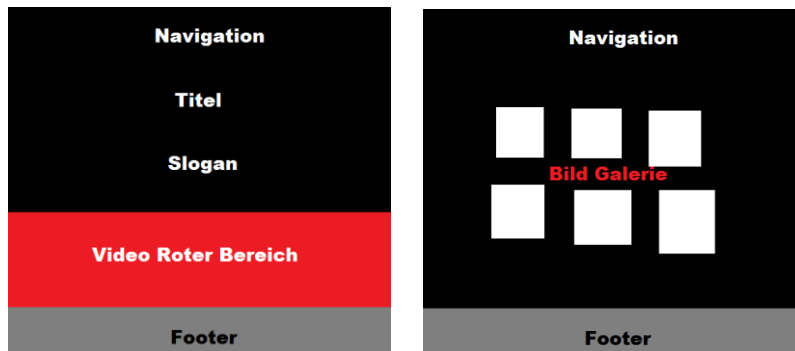 Navigation
Titel
Slogan
Video Roter Bereich
Footer
Navigation
Bild Galerie
Footer